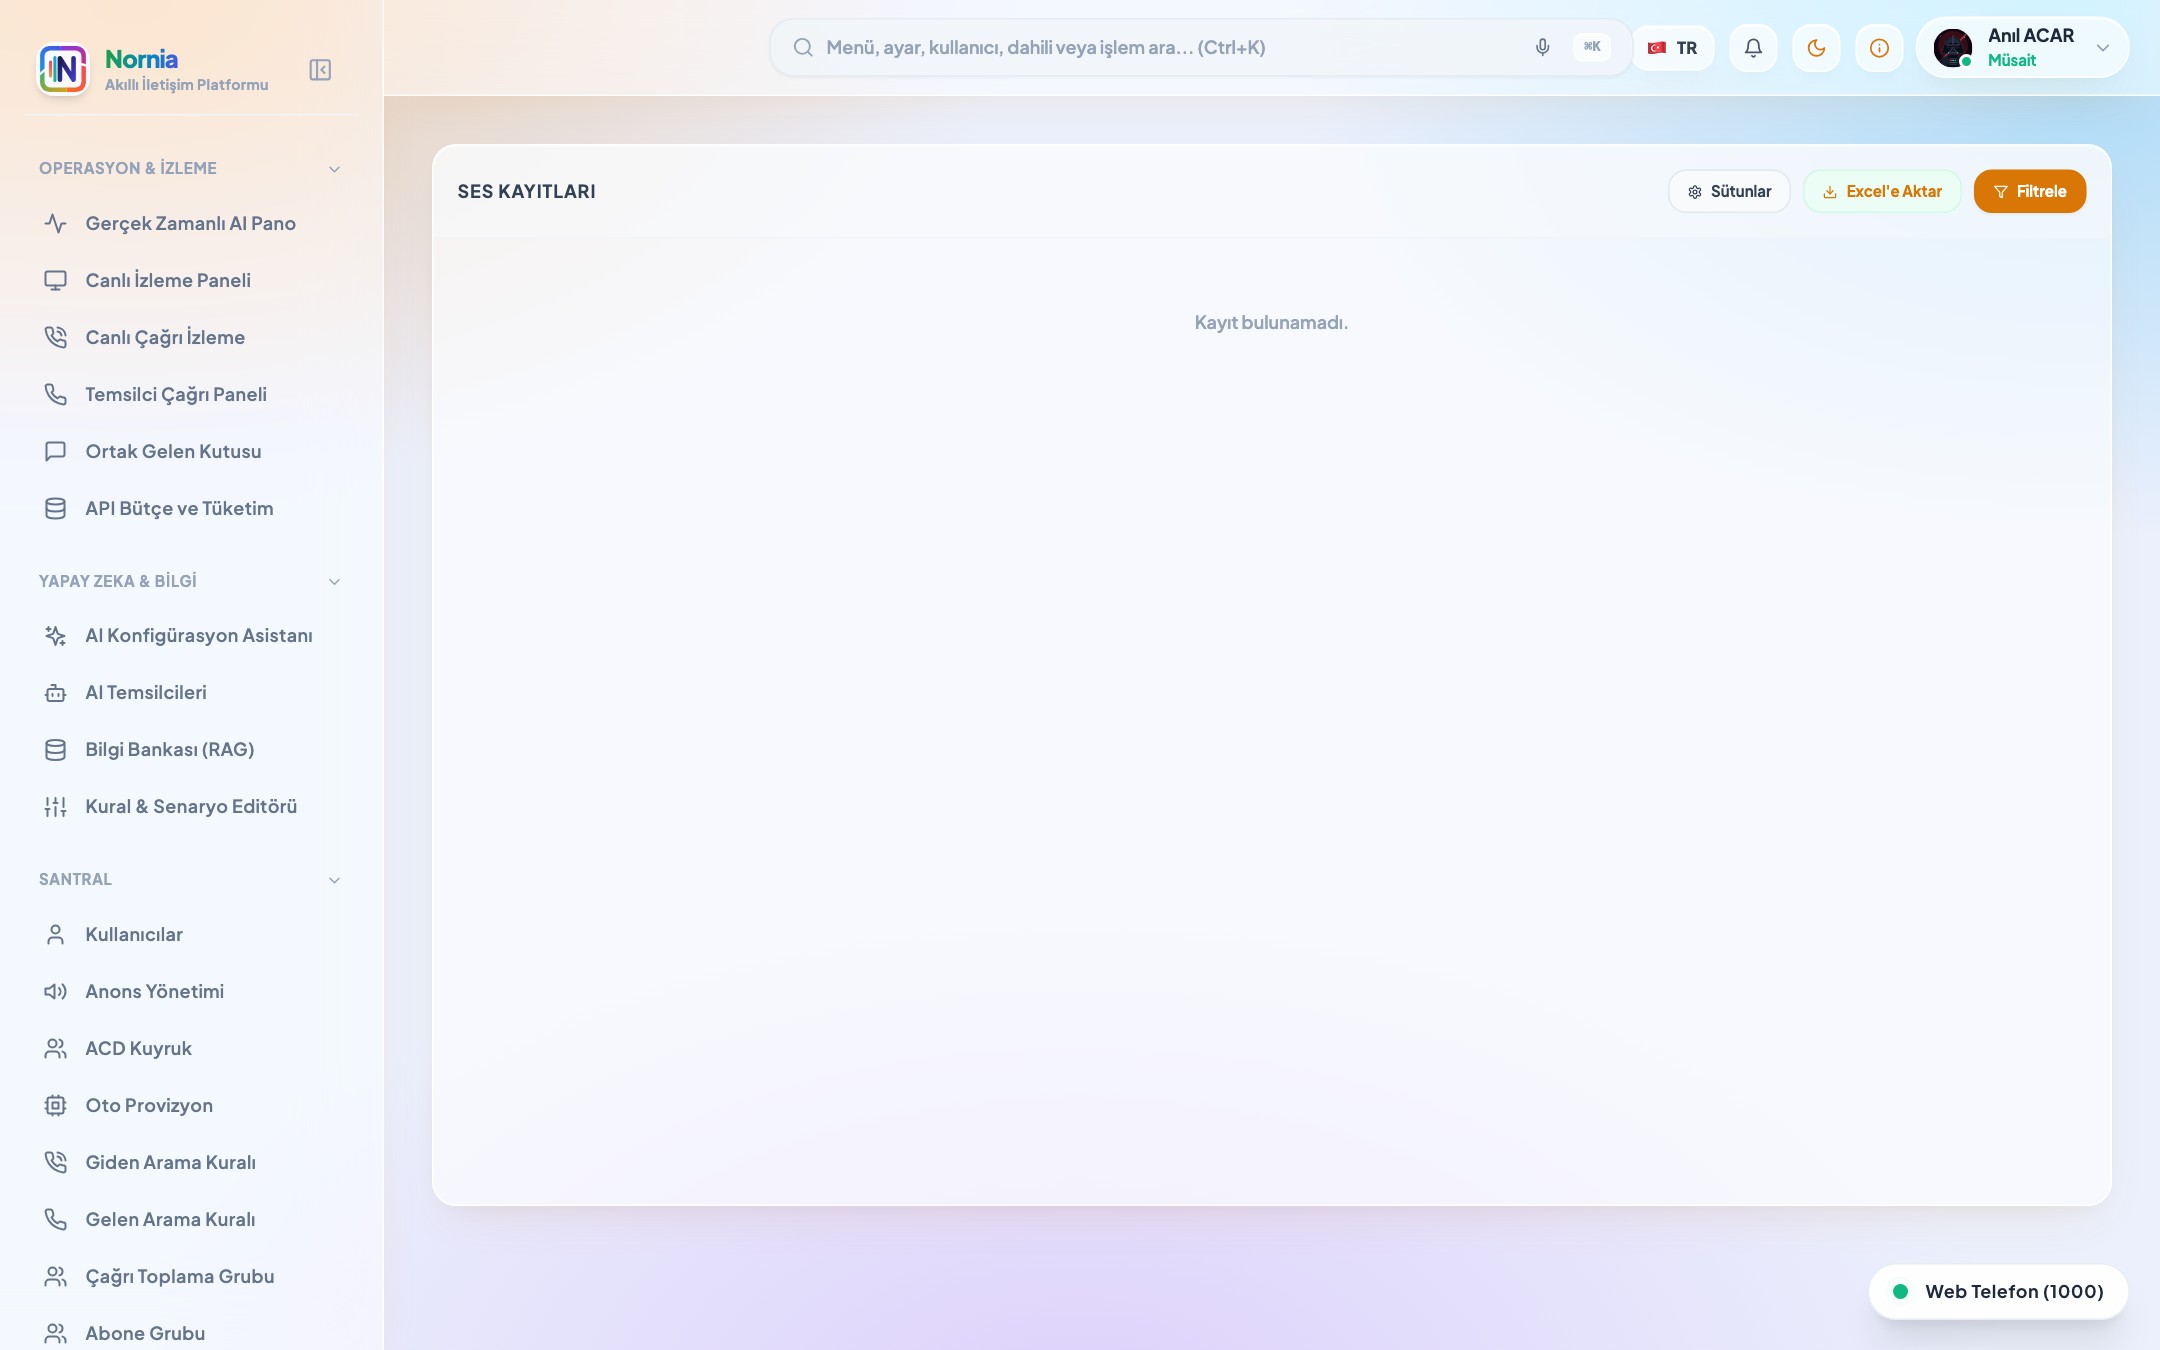 Nornia
Akıllı İletişim Platformu
Menü, ayar, kullanıcı, dahili veya işlem ara... (Ctrl+K)
⌘K
TR
Anıl ACAR
Müsait
OPERASYON & İZLEME
Gerçek Zamanlı AI Pano
Canlı İzleme Paneli
Canlı Çağrı İzleme
Temsilci Çağrı Paneli
Ortak Gelen Kutusu
API Bütçe ve Tüketim
YAPAY ZEKA & BİLGİ
AI Konfigürasyon Asistanı
AI Temsilcileri
Bilgi Bankası (RAG)
Kural & Senaryo Editörü
SANTRAL
Kullanıcılar
Anons Yönetimi
ACD Kuyruk
Oto Provizyon
Giden Arama Kuralı
Gelen Arama Kuralı
Çağrı Toplama Grubu
Abone Grubu
SES KAYITLARI
Sütunlar
Excel'e Aktar
Filtrele
Kayıt bulunamadı.
Web Telefon (1000)